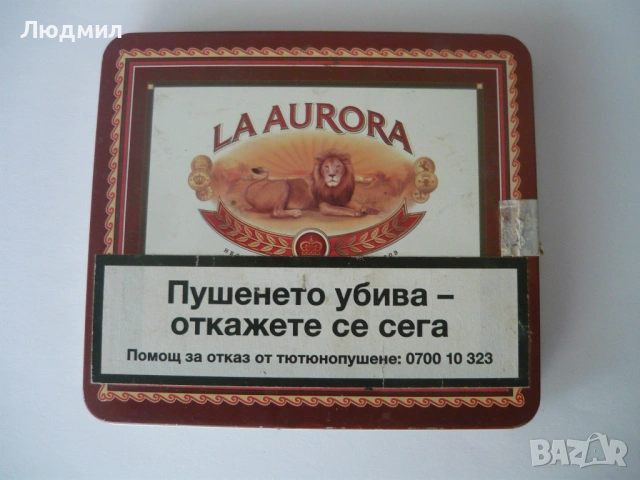 Людмил
LA AURORA
Пушенето убива –
откажете се сега
Помощ за отказ от тютюнопушене: 0700 10 323
BAZAR